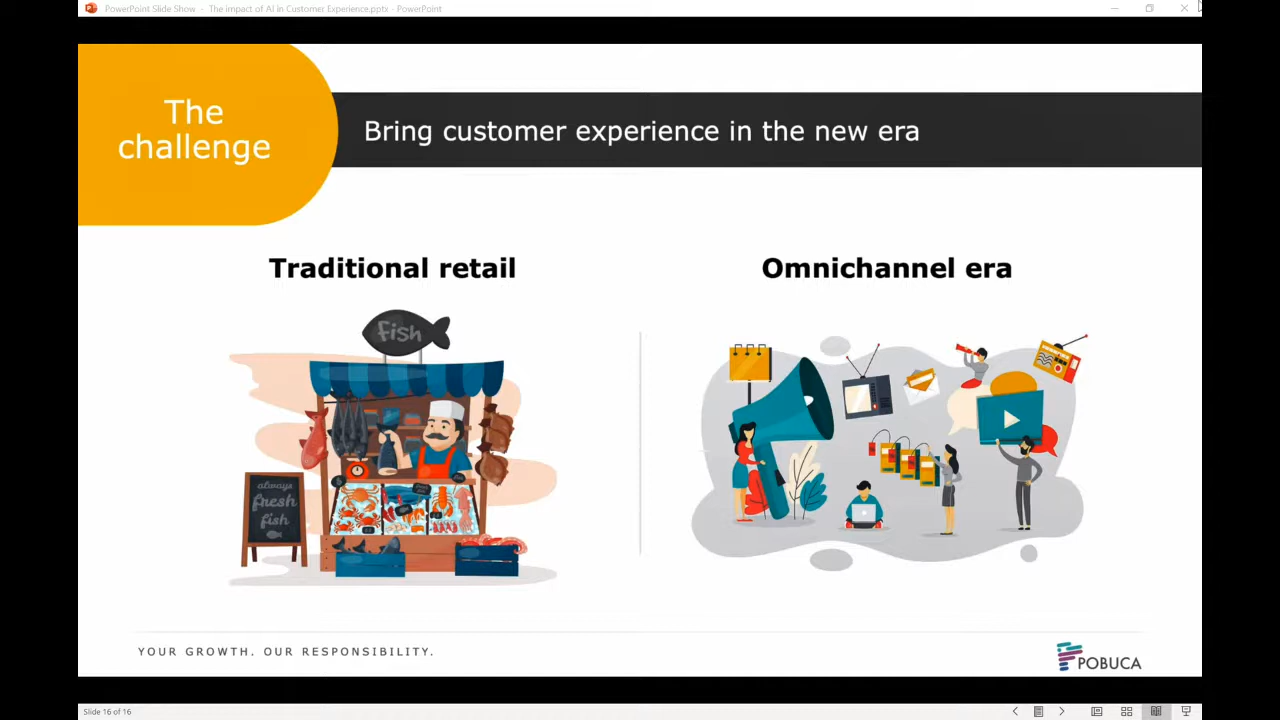 PowerPoint Slide Show - The impact of AI in Customer Experience.pptx - PowerPoint
The
challenge
Bring customer experience in the new era
Traditional retail
Omnichannel era
fish
always
fresh
fish
YOUR GROWTH. OUR RESPONSIBILITY.
POBUCA
Slide 16 of 16